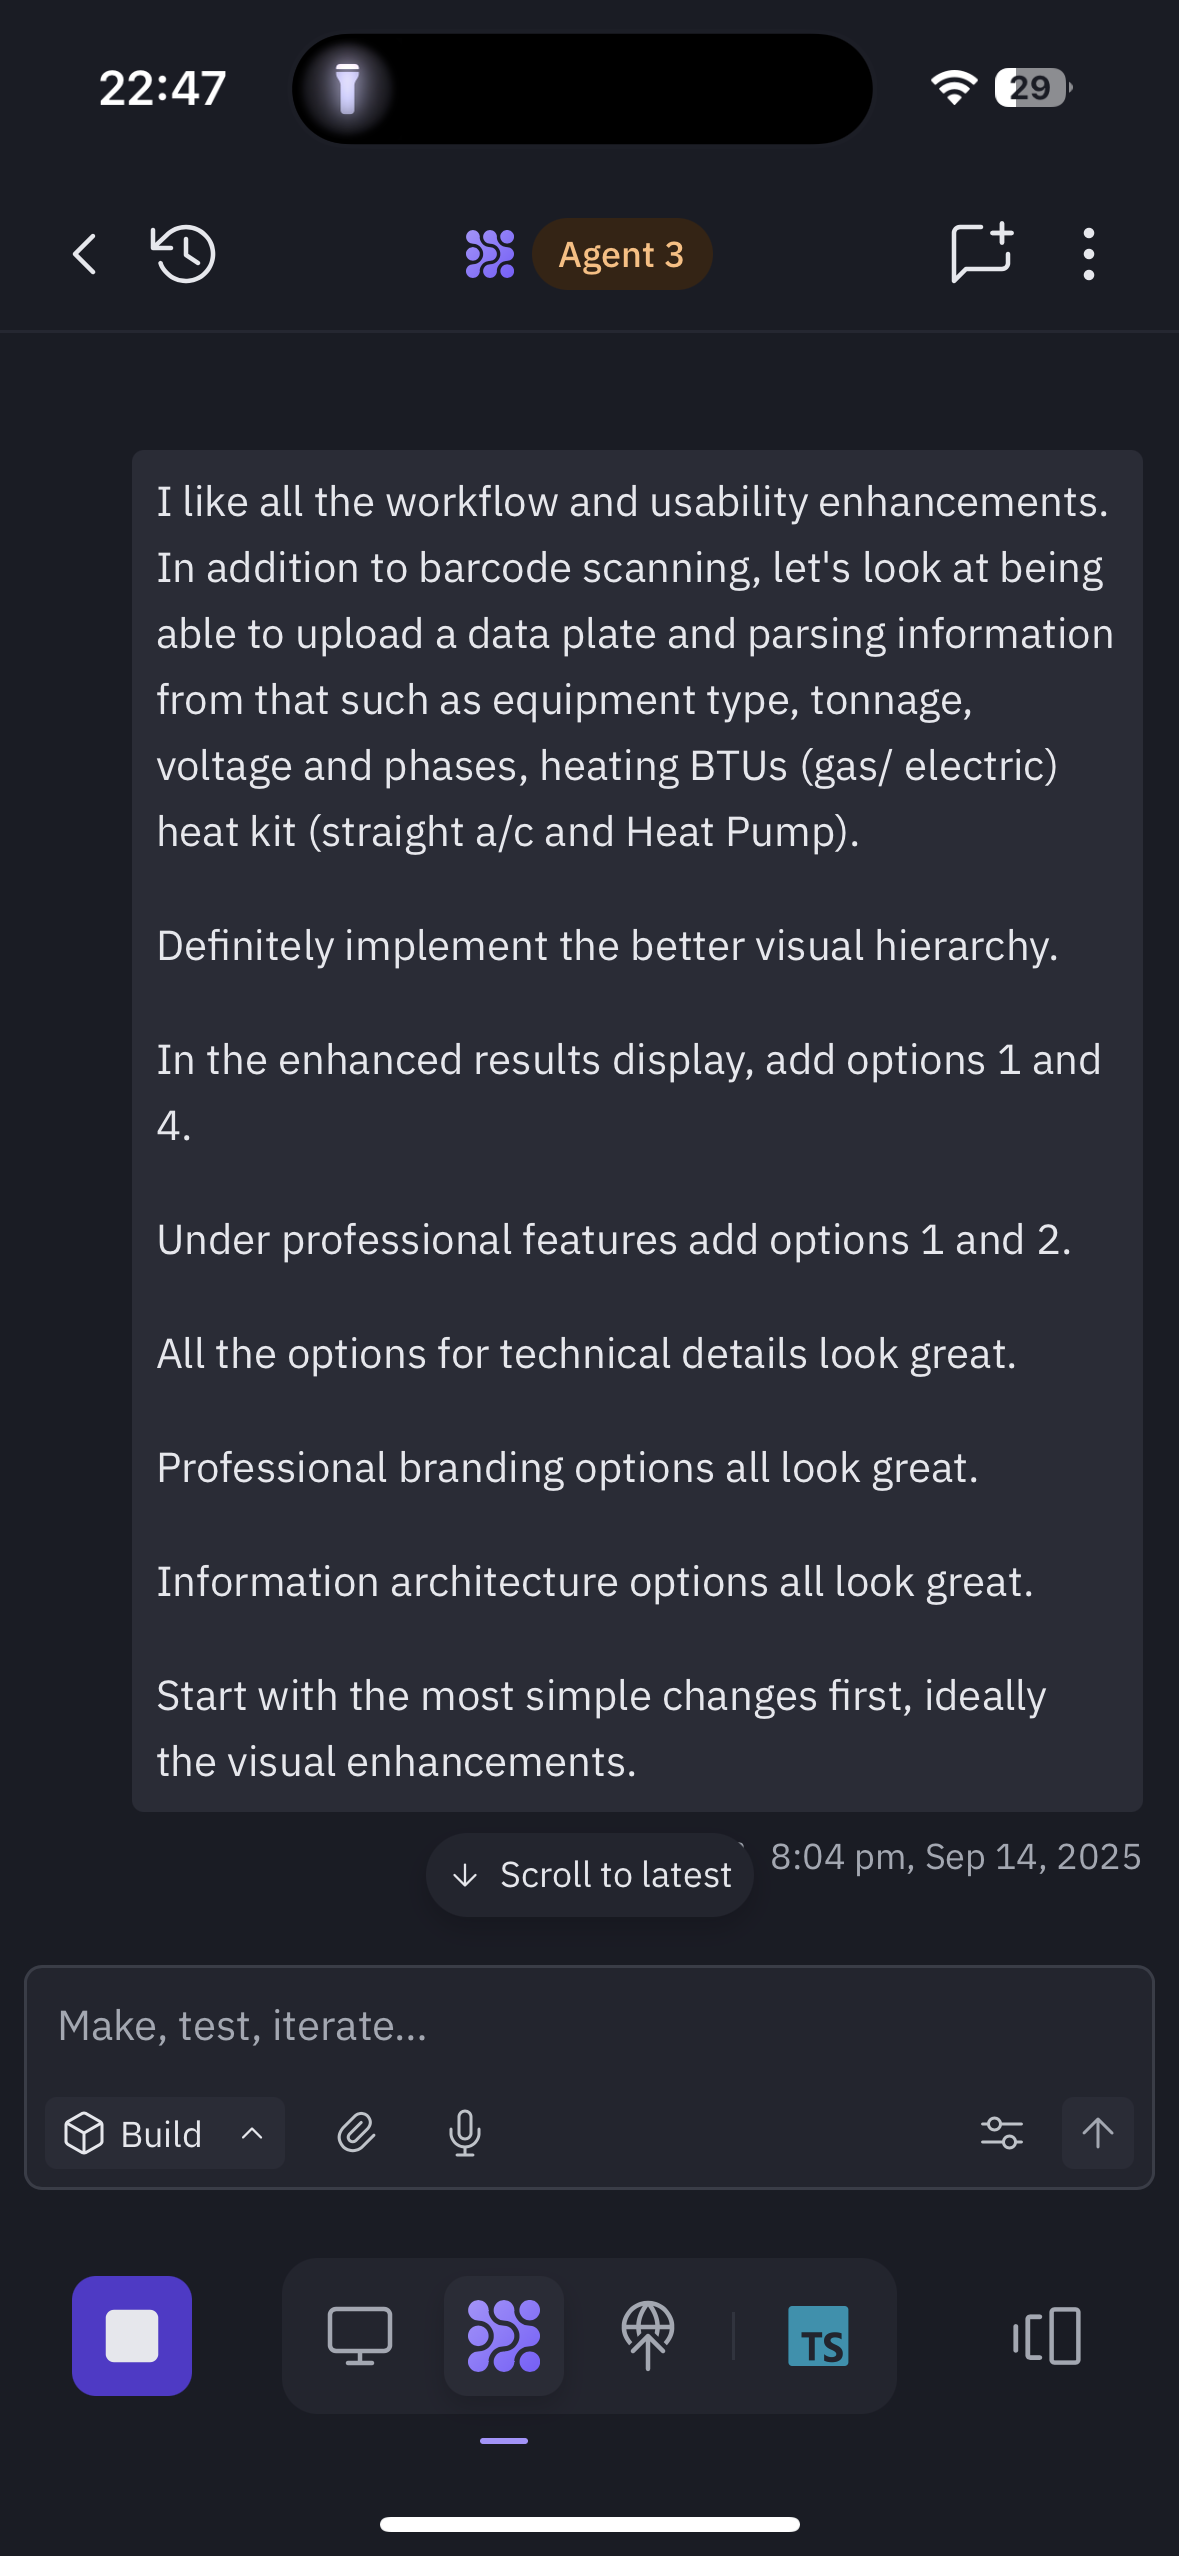 22:47
29
Agent 3
I like all the workflow and usability enhancements.
In addition to barcode scanning, let's look at being
able to upload a data plate and parsing information
from that such as equipment type, tonnage,
voltage and phases, heating BTUs (gas/ electric)
heat kit (straight a/c and Heat Pump).
Definitely implement the better visual hierarchy.
In the enhanced results display, add options 1 and
4.
Under professional features add options 1 and 2.
All the options for technical details look great.
Professional branding options all look great.
Information architecture options all look great.
Start with the most simple changes first, ideally
the visual enhancements.
8:04 pm, Sep 14, 2025
Scroll to latest
Make, test, iterate...
Build
TS